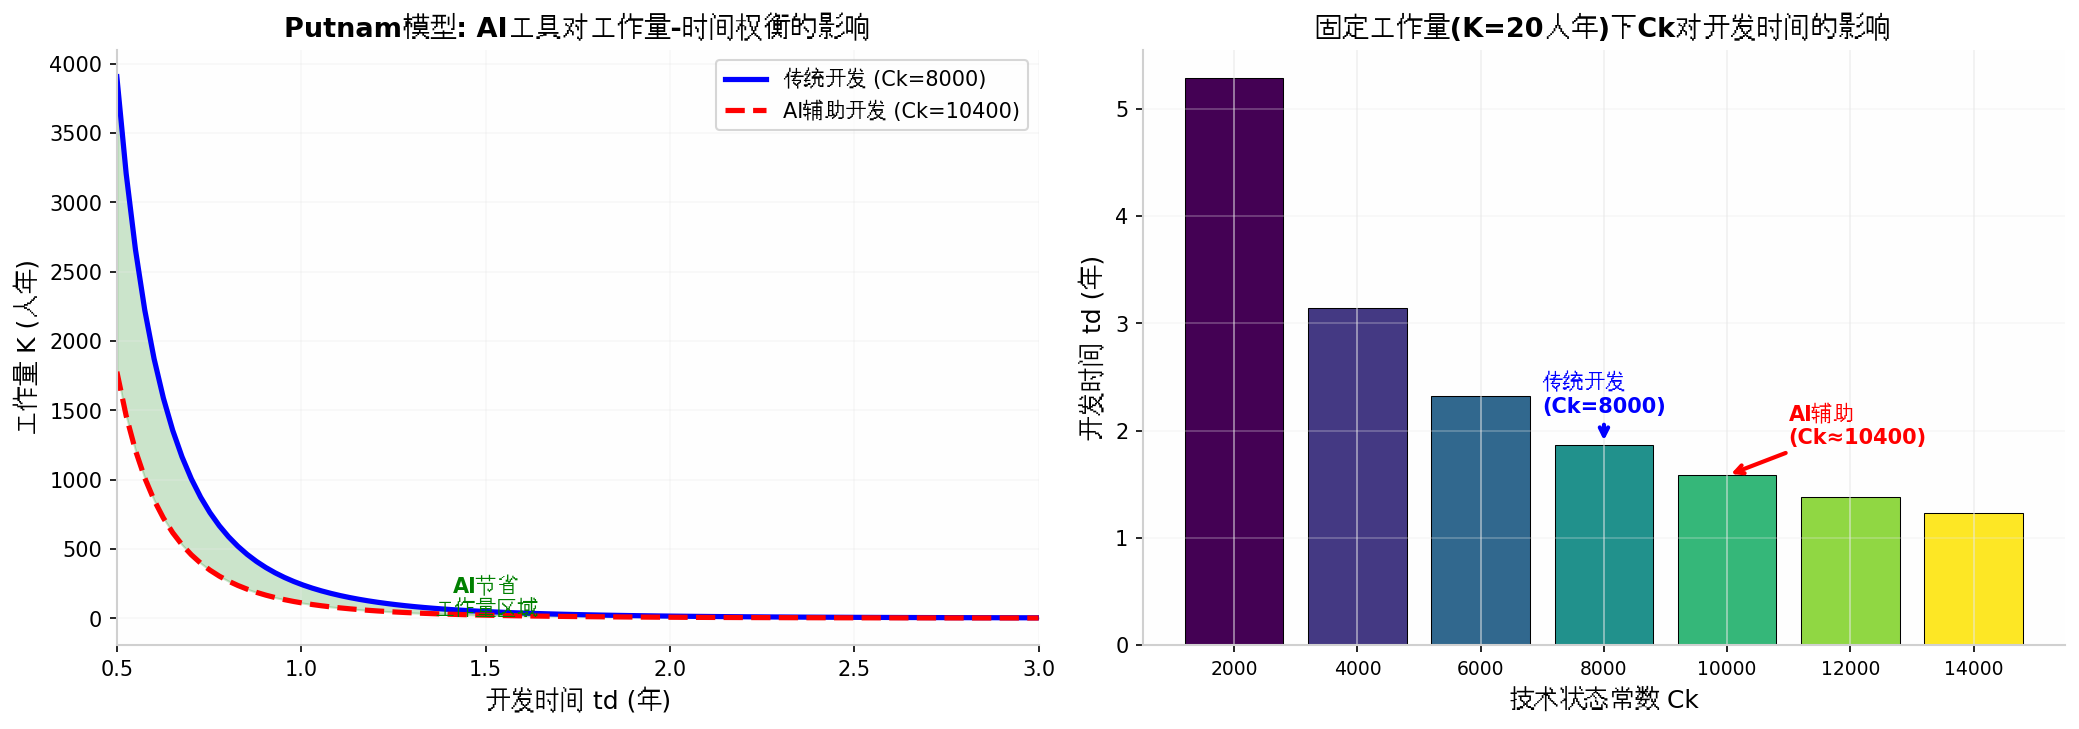 Putnam模型: AI工具对工作量-时间权衡的影响
4000
3500
3000
2500
2000
1500
1000
500
0
工作量 K (人年)
传统开发 (Ck=8000)
AI辅助开发 (Ck=10400)
AI节省
工作量区域
0.5
1.0
1.5
2.0
2.5
3.0
开发时间 td (年)
固定工作量(K=20人年)下Ck对开发时间的影响
5
4
3
2
1
0
开发时间 td (年)
传统开发
(Ck=8000)
AI辅助
(Ck≈10400)
2000
4000
6000
8000
10000
12000
14000
技术状态常数 Ck